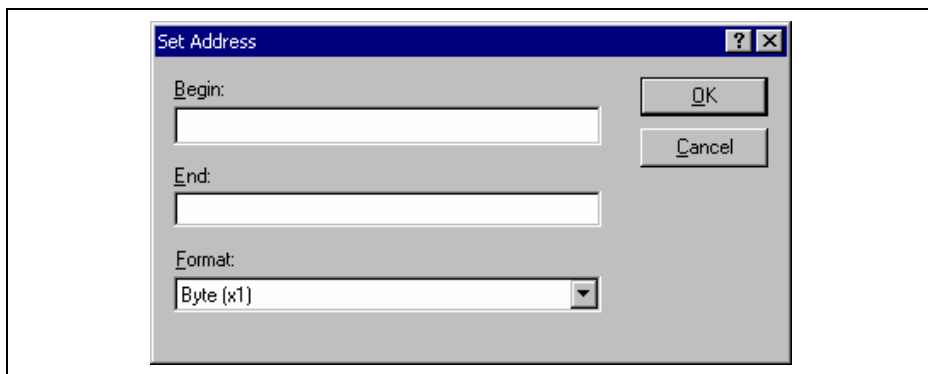 Set Address
Begin:
OK
Cancel
End:
Format:
Byte (x1)